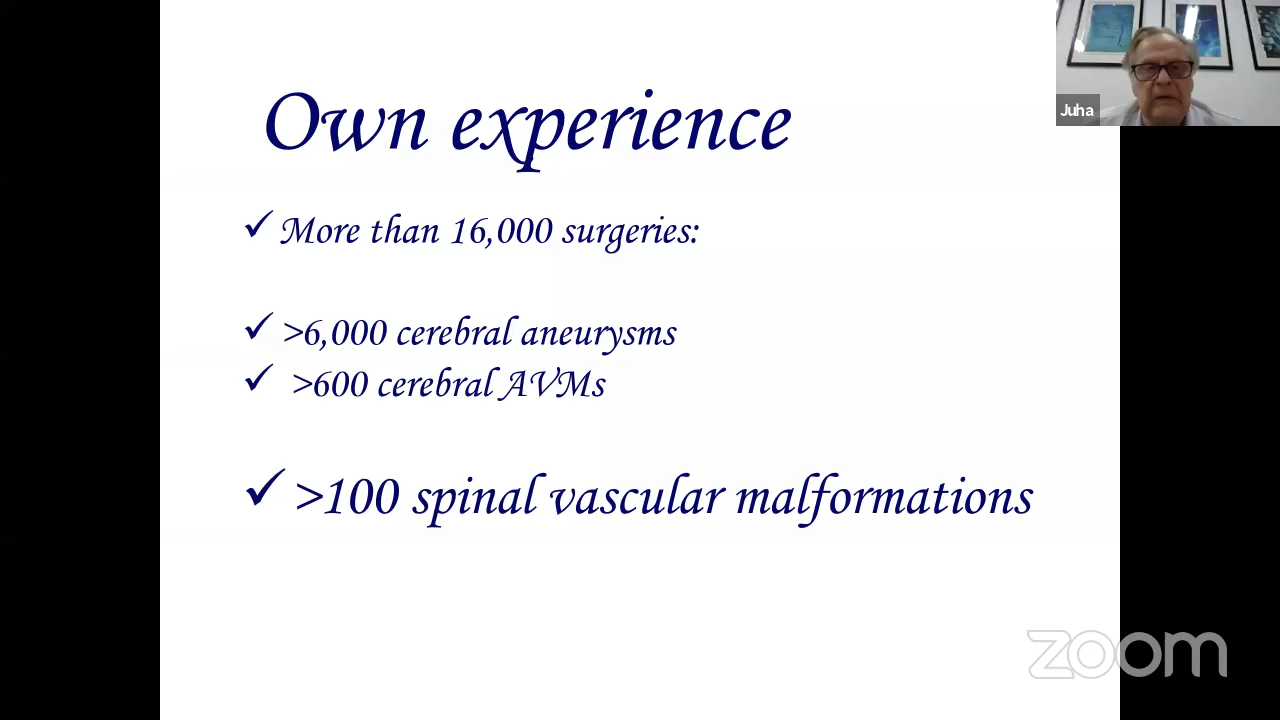 Own experience
✓ More than 16,000 surgeries:
✓ >6,000 cerebral aneurysms
✓ >600 cerebral AVMs
✓ >100 spinal vascular malformations
Juha
zoom